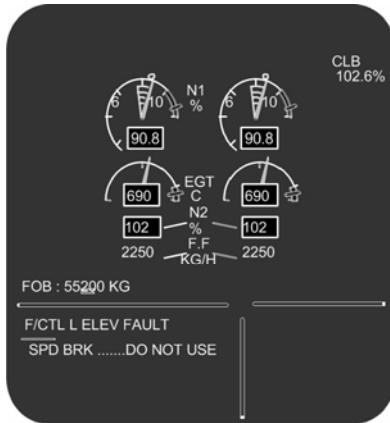 CLB
102.6%
N1
%
6 10
6 10
90.8 90.8
EGT
C
690 690
N2
%
102 102
F.F
KG/H
2250 2250
FOB : 55200 KG
F/CTL L ELEV FAULT
SPD BRK .......DO NOT USE